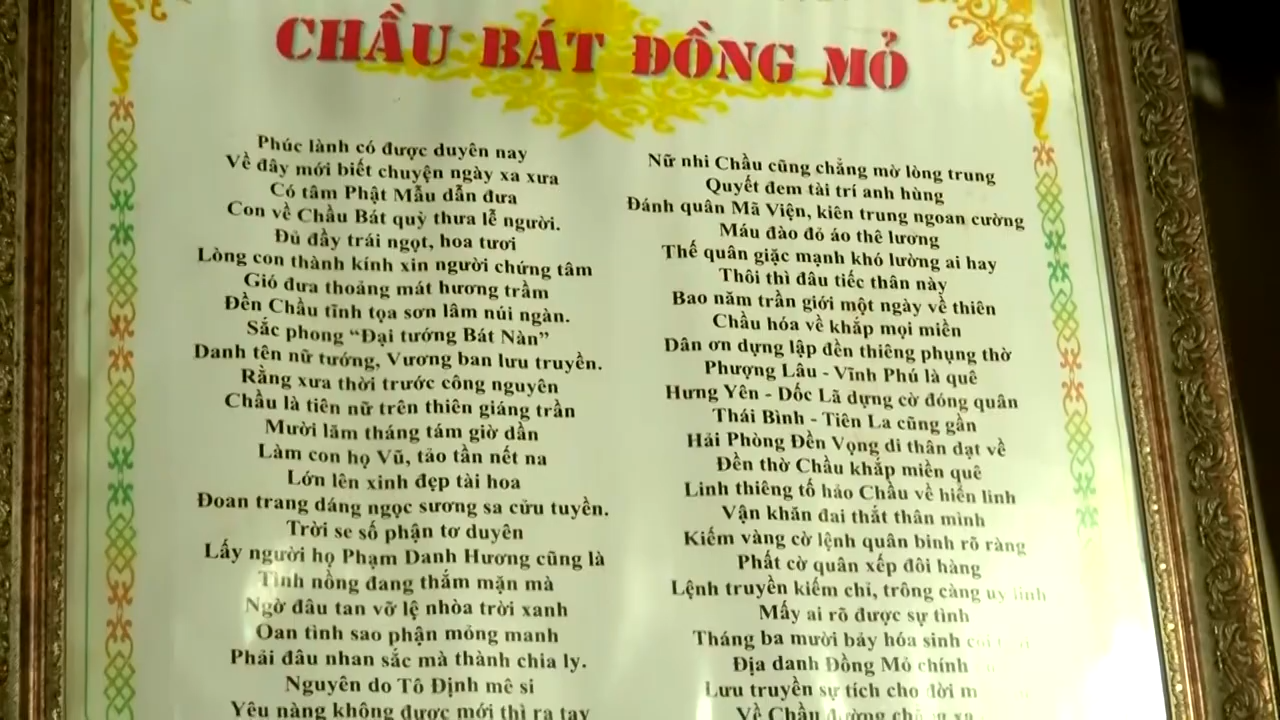 CHẦU BÁT ĐỒNG MỎ
Phúc lành có được duyên nay
Về đây mới biết chuyện ngày xa xưa
Có tâm Phật Mẫu dẫn đưa
Con về Chầu Bát quỳ thưa lễ người.
Đủ đầy trái ngọt, hoa tươi
Lòng con thành kính xin người chứng tâm
Gió đưa thoảng mát hương trầm
Đền Chầu tĩnh tọa sơn lâm núi ngàn.
Sắc phong “Đại tướng Bát Nàn”
Danh tên nữ tướng, Vương ban lưu truyền.
Rằng xưa thời trước công nguyên
Chầu là tiên nữ trên thiên giáng trần
Mười lăm tháng tám giờ dần
Làm con họ Vũ, tảo tần nết na
Lớn lên xinh đẹp tài hoa
Đoan trang dáng ngọc sương sa cửu tuyền.
Trời se số phận tơ duyên
Lấy người họ Phạm Danh Hương cũng là
Tình nồng đang thắm mặn mà
Ngờ đâu tan vỡ lệ nhòa trời xanh
Oan tình sao phận mỏng manh
Phải đâu nhan sắc mà thành chia ly.
Nguyên do Tô Định mê si
Yêu nàng không được mới thì ra tay
Nữ nhi Chầu cũng chẳng mờ lòng trung
Quyết đem tài trí anh hùng
Đánh quân Mã Viện, kiên trung ngoan cường
Máu đào đỏ áo thê lương
Thế quân giặc mạnh khó lường ai hay
Thôi thì đâu tiếc thân này
Bao năm trần giới một ngày về thiên
Chầu hóa về khắp mọi miền
Dân ơn dựng lập đền thiêng phụng thờ
Phượng Lâu - Vĩnh Phú là quê
Hưng Yên - Dốc Lã dựng cờ đóng quân
Thái Bình - Tiên La cũng gần
Hải Phòng Đền Vọng di thân dạt về
Đền thờ Chầu khắp miền quê
Linh thiêng tố hảo Chầu về hiển linh
Vận khăn đai thắt thân mình
Kiếm vàng cờ lệnh quân binh rõ ràng
Phất cờ quân xếp đôi hàng
Lệnh truyền kiếm chỉ, trông càng uy linh
Mấy ai rõ được sự tình
Tháng ba mười bảy hóa sinh
Địa danh Đồng Mỏ chính
Lưu truyền sự tích cho đời
Về Chầu đường